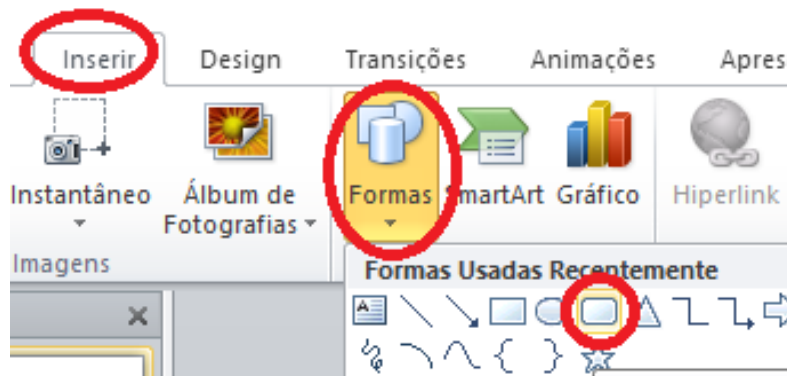 Inserir Design Transições Animações Apres
Instantâneo Álbum de Fotografias Formas SmartArt Gráfico Hiperlink
Imagens
Formas Usadas Recentemente